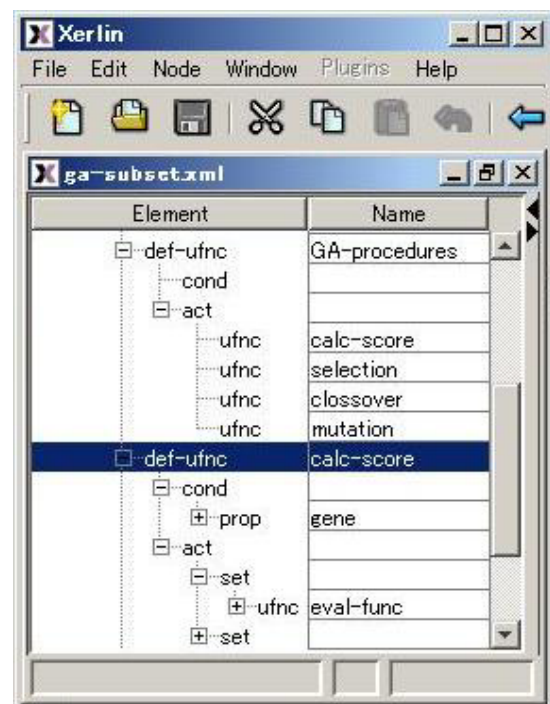 Xerlin
File Edit Node Window Plugins Help
ga-subset.xml
Element Name
def-ufnc GA-procedures
cond
act
ufnc calc-score
ufnc selection
ufnc clossover
ufnc mutation
def-ufnc calc-score
cond
prop gene
act
set
ufnc eval-func
set